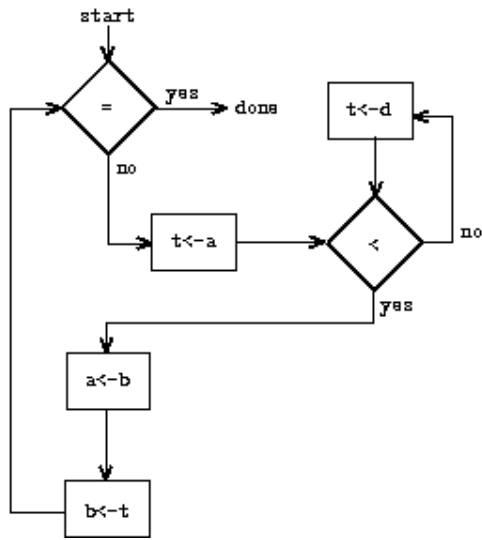 start
=
yes
done
no
t<-d
t<-a
<
no
yes
a<-b
b<-t